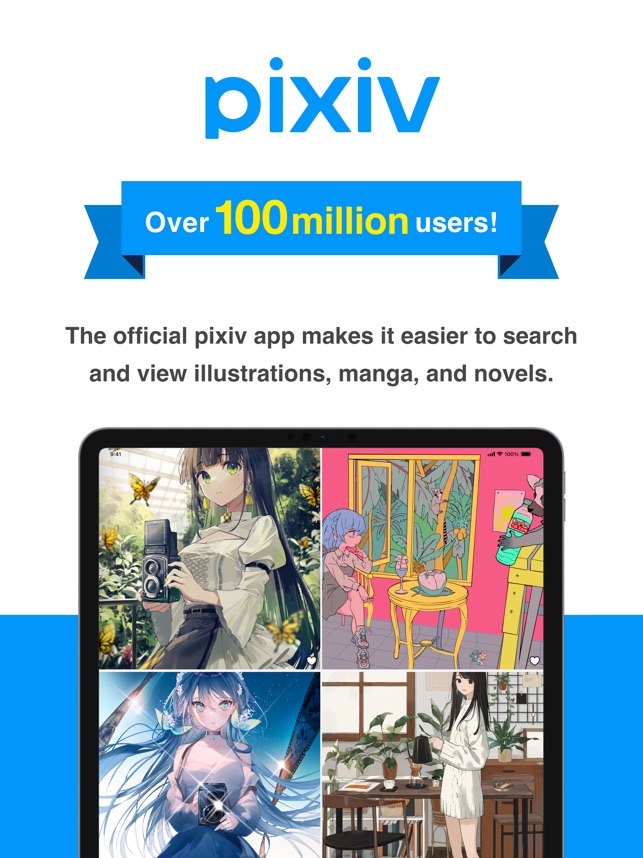 pixiv
Over 100 million users!
The official pixiv app makes it easier to search
and view illustrations, manga, and novels.
9:41
100%